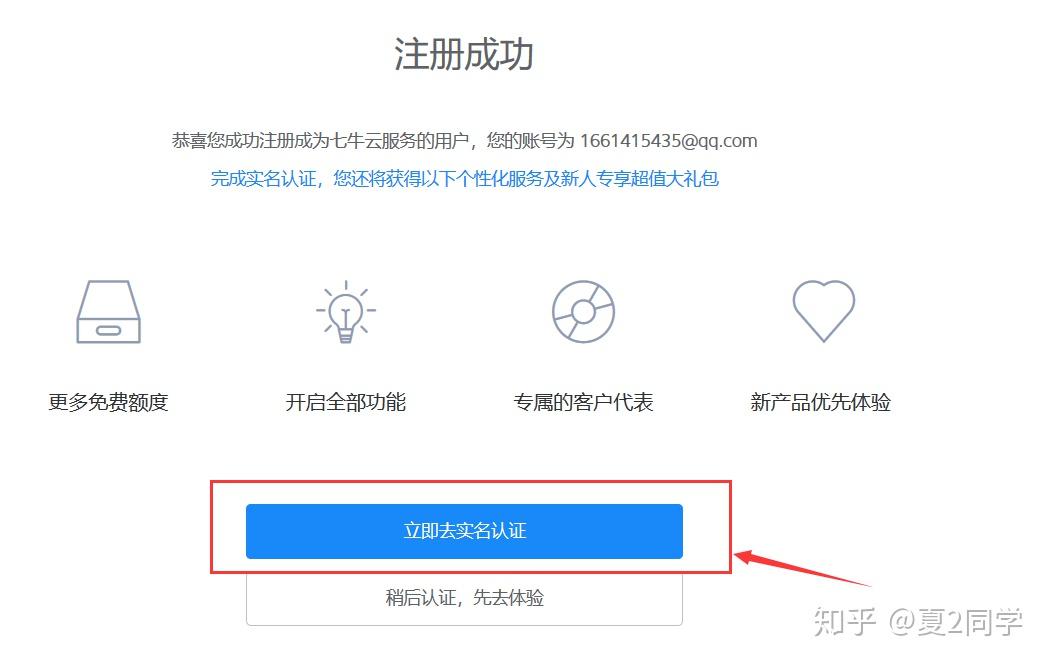 注册成功
恭喜您成功注册成为七牛云服务的用户，您的账号为 1661415435@qq.com
完成实名认证，您还将获得以下个性化服务及新人专享超值大礼包
更多免费额度 开启全部功能 专属的客户代表 新产品优先体验
立即去实名认证
稍后认证，先去体验
知乎 @夏2同学